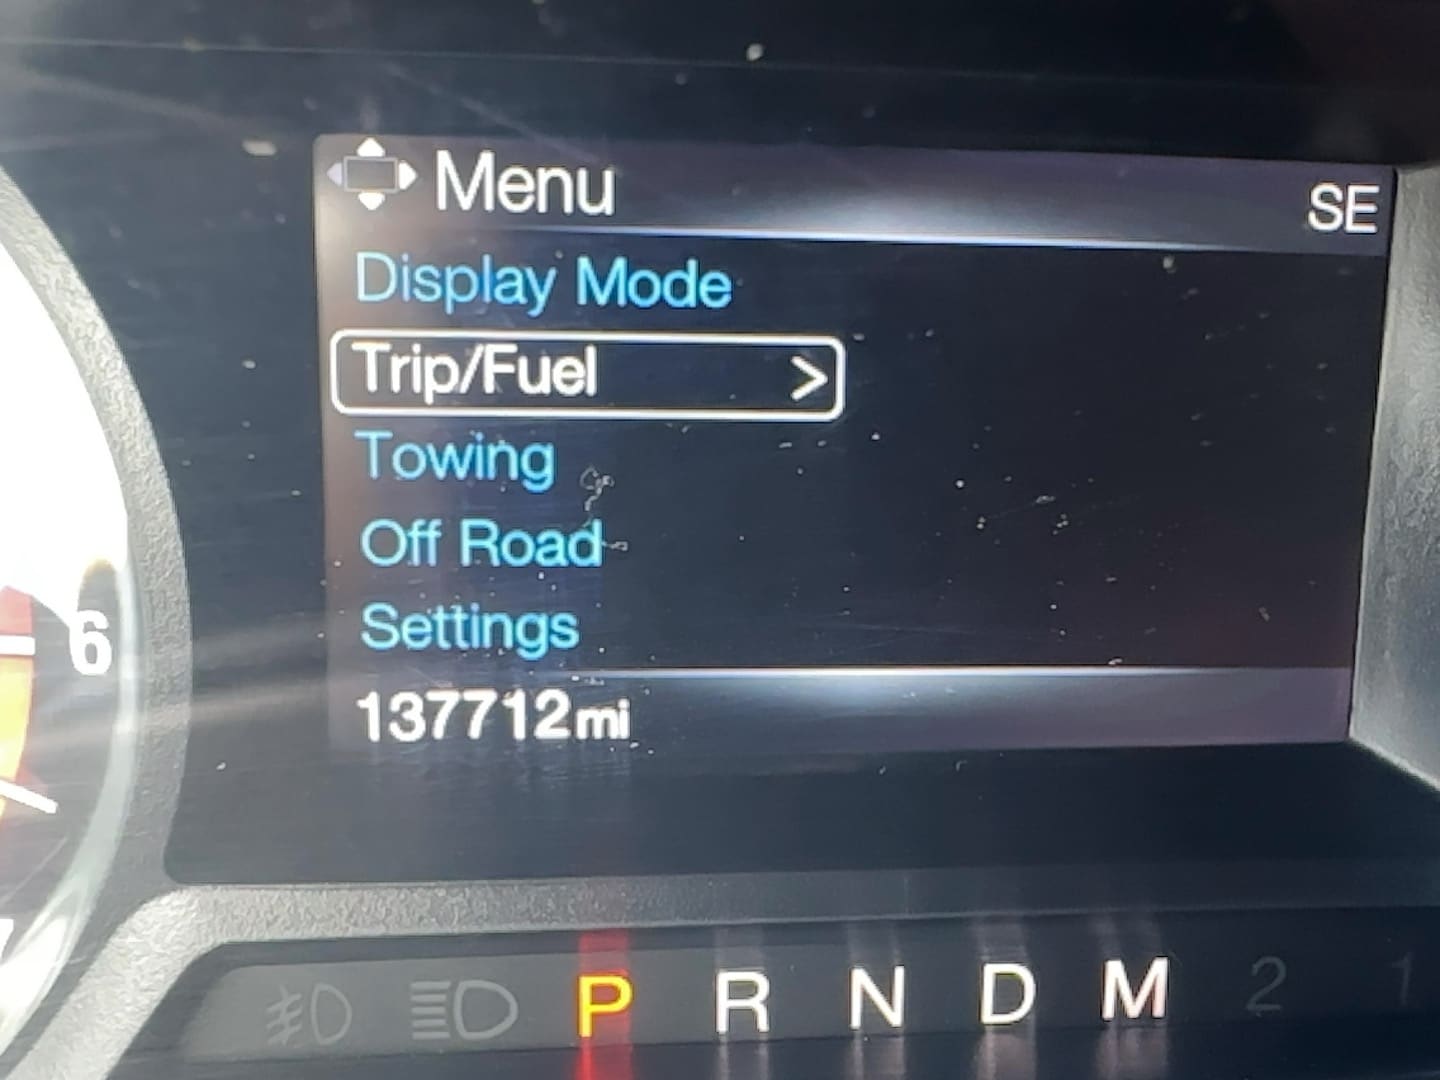 Menu
SE
Display Mode
Trip/Fuel >
Towing
Off Road
Settings
6
137712mi
P R N D M 2 1